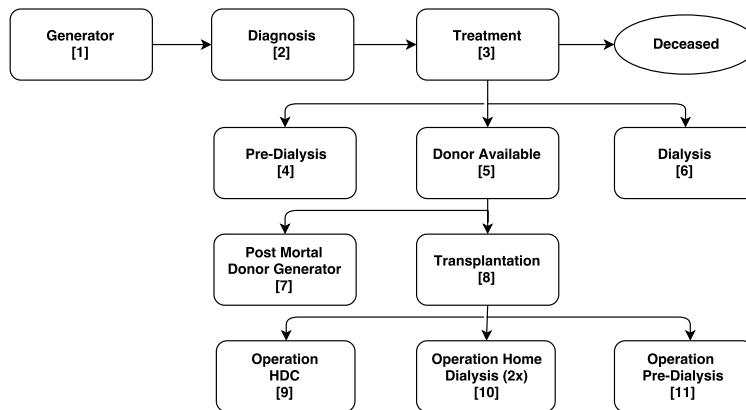 Generator
[1]
Diagnosis
[2]
Treatment
[3]
Deceased
Pre-Dialysis
[4]
Donor Available
[5]
Dialysis
[6]
Post Mortal
Donor Generator
[7]
Transplantation
[8]
Operation
HDC
[9]
Operation Home
Dialysis (2x)
[10]
Operation
Pre-Dialysis
[11]